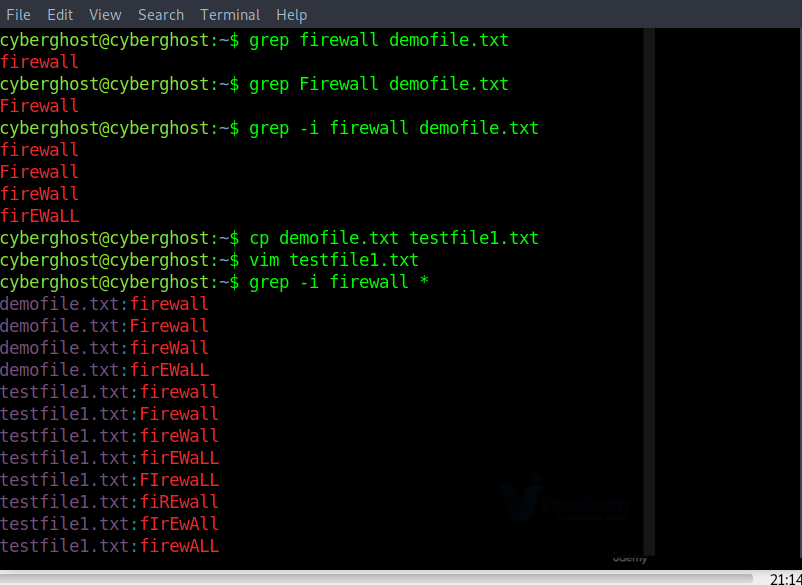 File Edit View Search Terminal Help
cyberghost@cyberghost:~$ grep firewall demofile.txt
firewall
cyberghost@cyberghost:~$ grep Firewall demofile.txt
Firewall
cyberghost@cyberghost:~$ grep -i firewall demofile.txt
firewall
Firewall
fireWall
firEWaLL
cyberghost@cyberghost:~$ cp demofile.txt testfile1.txt
cyberghost@cyberghost:~$ vim testfile1.txt
cyberghost@cyberghost:~$ grep -i firewall *
demofile.txt:firewall
demofile.txt:Firewall
demofile.txt:fireWall
demofile.txt:firEWaLL
testfile1.txt:firewall
testfile1.txt:Firewall
testfile1.txt:fireWall
testfile1.txt:firEWaLL
testfile1.txt:FIrewaLL
testfile1.txt:fiREwall
testfile1.txt:fIrEwAll
testfile1.txt:firewALL
udemy
21:14